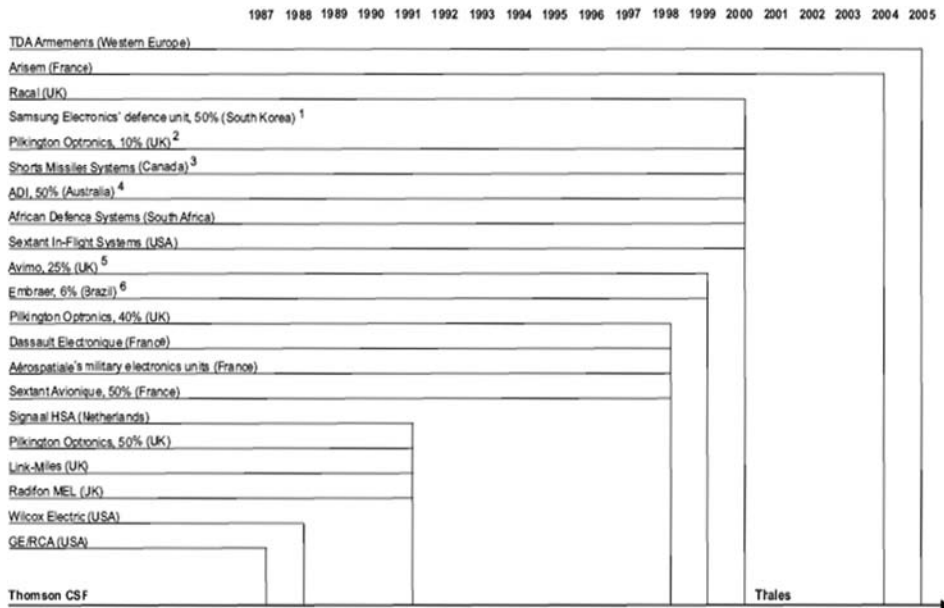 1987 1988 1989 1990 1991 1992 1993 1994 1995 1996 1997 1998 1999 2000 2001 2002 2003 2004 2005
TDA Armements (Western Europe)
Arisem (France)
Racal (UK)
Samsung Electronics' defence unit, 50% (South Korea) 1
Pilkington Optronics, 10% (UK) 2
Shorts Missiles Systems (Canada) 3
ADI, 50% (Australia) 4
African Defence Systems (South Africa)
Sextant In-Flight Systems (USA)
Avimo, 25% (UK) 5
Embraer, 6% (Brazil) 6
Pilkington Optronics, 40% (UK)
Dassault Electronique (France)
Aérospatiale's military electronics units (France)
Sextant Avionique, 50% (France)
Signaal HSA (Netherlands)
Pilkington Optronics, 50% (UK)
Link-Miles (UK)
Radifon MEL (UK)
Wilcox Electric (USA)
GE/RCA (USA)
Thomson CSF Thales